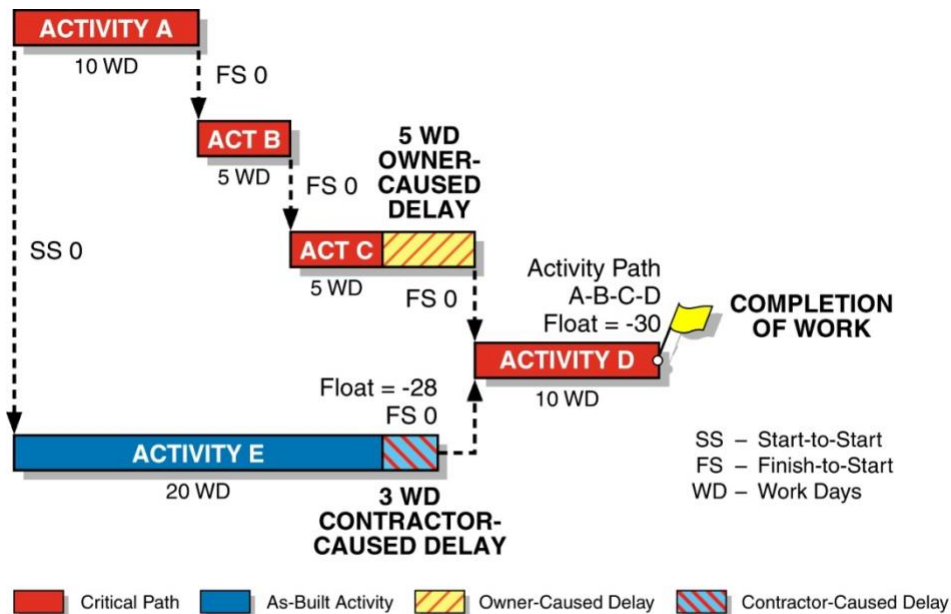 ACTIVITY A
10 WD
FS 0
ACT B
5 WD
FS 0
5 WD
OWNER-
CAUSED
DELAY
SS 0
ACT C
5 WD
FS 0
Activity Path
A-B-C-D
Float = -30
COMPLETION
OF WORK
ACTIVITY D
10 WD
Float = -28
FS 0
ACTIVITY E
20 WD
3 WD
CONTRACTOR-
CAUSED DELAY
SS – Start-to-Start
FS – Finish-to-Start
WD – Work Days
Critical Path
As-Built Activity
Owner-Caused Delay
Contractor-Caused Delay